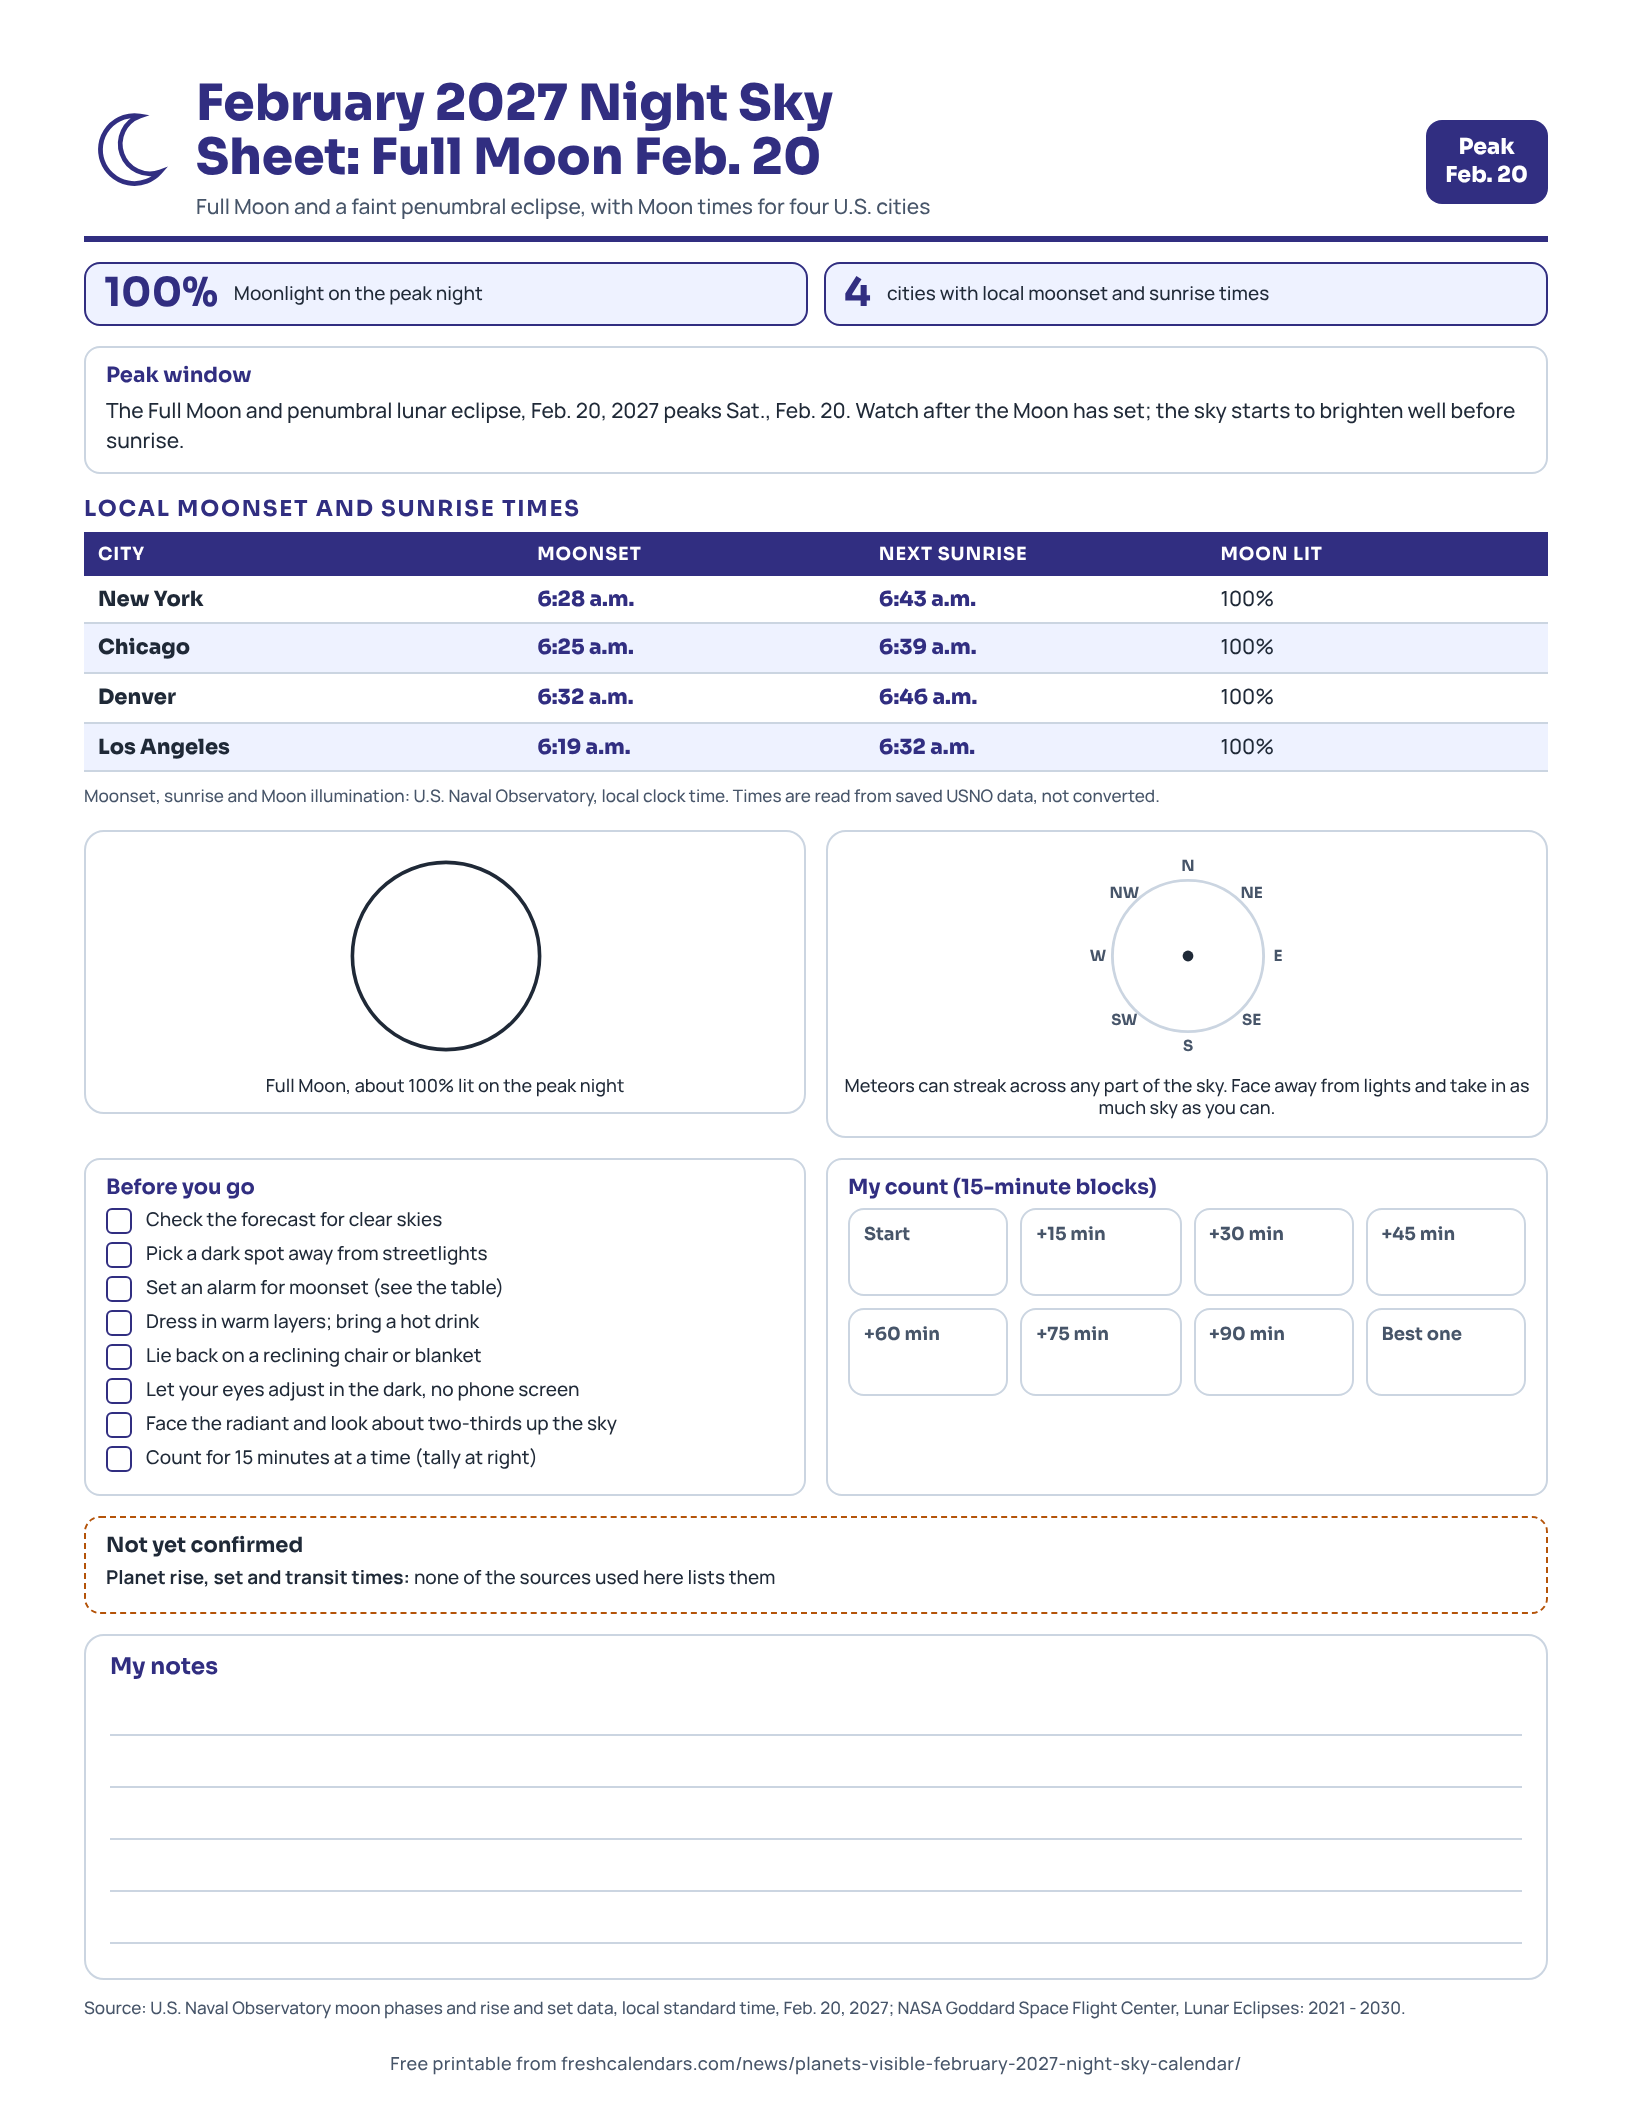 February 2027 Night Sky
Sheet: Full Moon Feb. 20
Full Moon and a faint penumbral eclipse, with Moon times for four U.S. cities
Peak
Feb. 20
100% Moonlight on the peak night
4 cities with local moonset and sunrise times
Peak window
The Full Moon and penumbral lunar eclipse, Feb. 20, 2027 peaks Sat., Feb. 20. Watch after the Moon has set; the sky starts to brighten well before
sunrise.
LOCAL MOONSET AND SUNRISE TIMES
CITY MOONSET NEXT SUNRISE MOON LIT
New York 6:28 a.m. 6:43 a.m. 100%
Chicago 6:25 a.m. 6:39 a.m. 100%
Denver 6:32 a.m. 6:46 a.m. 100%
Los Angeles 6:19 a.m. 6:32 a.m. 100%
Moonset, sunrise and Moon illumination: U.S. Naval Observatory, local clock time. Times are read from saved USNO data, not converted.
Full Moon, about 100% lit on the peak night
N
NW NE
W E
SW SE
S
Meteors can streak across any part of the sky. Face away from lights and take in as
much sky as you can.
Before you go
Check the forecast for clear skies
Pick a dark spot away from streetlights
Set an alarm for moonset (see the table)
Dress in warm layers; bring a hot drink
Lie back on a reclining chair or blanket
Let your eyes adjust in the dark, no phone screen
Face the radiant and look about two-thirds up the sky
Count for 15 minutes at a time (tally at right)
My count (15-minute blocks)
Start +15 min +30 min +45 min
+60 min +75 min +90 min Best one
Not yet confirmed
Planet rise, set and transit times: none of the sources used here lists them
My notes
Source: U.S. Naval Observatory moon phases and rise and set data, local standard time, Feb. 20, 2027; NASA Goddard Space Flight Center, Lunar Eclipses: 2021 - 2030.
Free printable from freshcalendars.com/news/planets-visible-february-2027-night-sky-calendar/